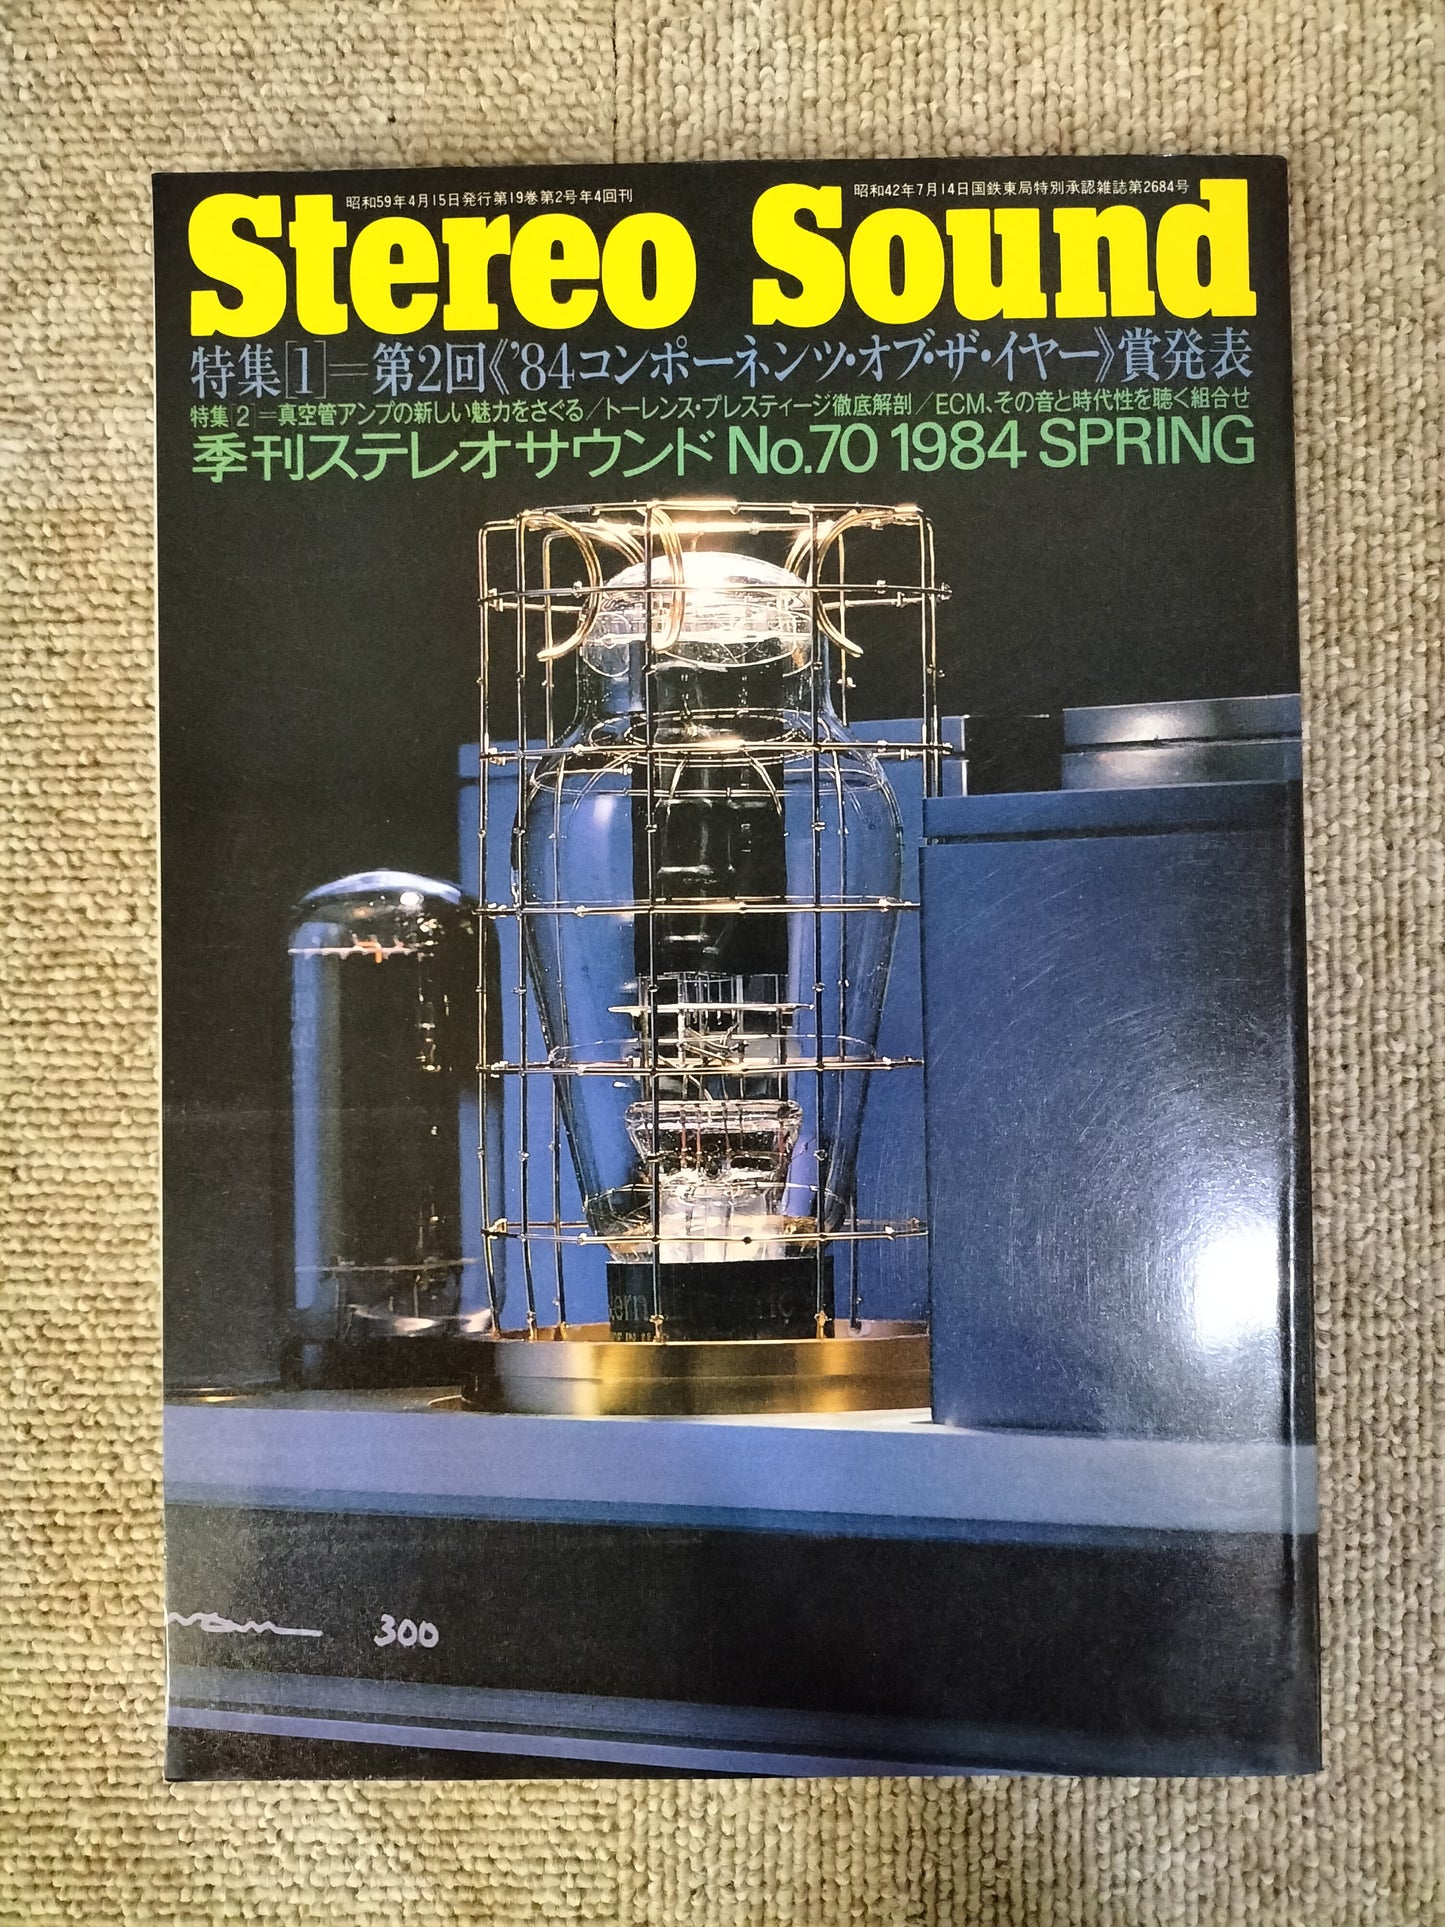 昭和59年4月15日発行第19巻第2号年4回刊
昭和42年7月14日国鉄東局特別承認雑誌第2684号
Stereo Sound
特集[1]=第2回《'84コンポーネンツ・オブ・ザ・イヤー》賞発表
特集[2]=真空管アンプの新しい魅力をさぐる/トーレンス・プレスティージ徹底解剖/ECM、その音と時代性を聴く組合せ
季刊ステレオサウンド No.70 1984 SPRING
300